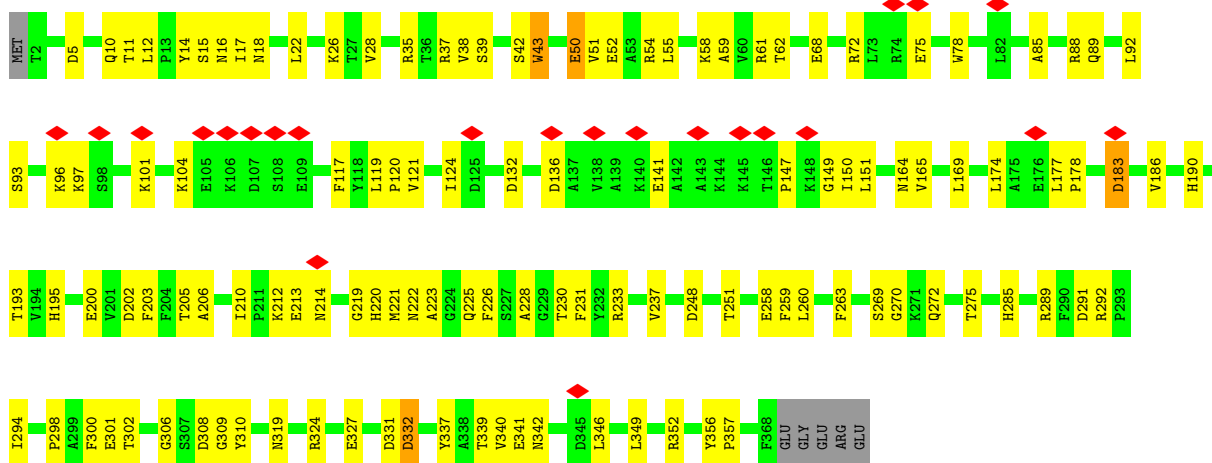 MET T2 D5 Q10 T11 L12 P13 Y14 S15 N16 I17 N18 L22 K26 T27 V28 R35 T36 R37 V38 S39 S42 W43 E50 V51 E52 A53 R54 L55 K58 A59 V60 R61 T62 E68 R72 L73 R74 E75 W78 L82 A85 R88 Q89 L92
S93 K96 K97 S98 K101 K104 E105 K106 D107 S108 E109 F117 Y118 L119 P120 V121 I124 D125 D132 D136 A137 V138 A139 K140 E141 A142 A143 K144 K145 T146 P147 K148 G149 I150 L151 N164 V165 L169 L174 A175 E176 L177 P178 D183 V186 H190
T193 V194 H195 E200 V201 D202 F203 F204 T205 A206 I210 P211 K212 E213 N214 G219 H220 M221 N222 A223 G224 Q225 F226 S227 A228 G229 T230 F231 Y232 R233 V237 D248 T251 E258 F259 L260 F263 S269 G270 K271 Q272 T275 H285 R289 F290 D291 R292 P293
I294 P298 A299 F300 E301 T302 G306 S307 D308 G309 Y310 N319 R324 E327 D331 D332 Y337 A338 T339 V340 E341 N342 D345 L346 L349 R352 Y356 P357 F368 GLU GLY GLU ARG GLU